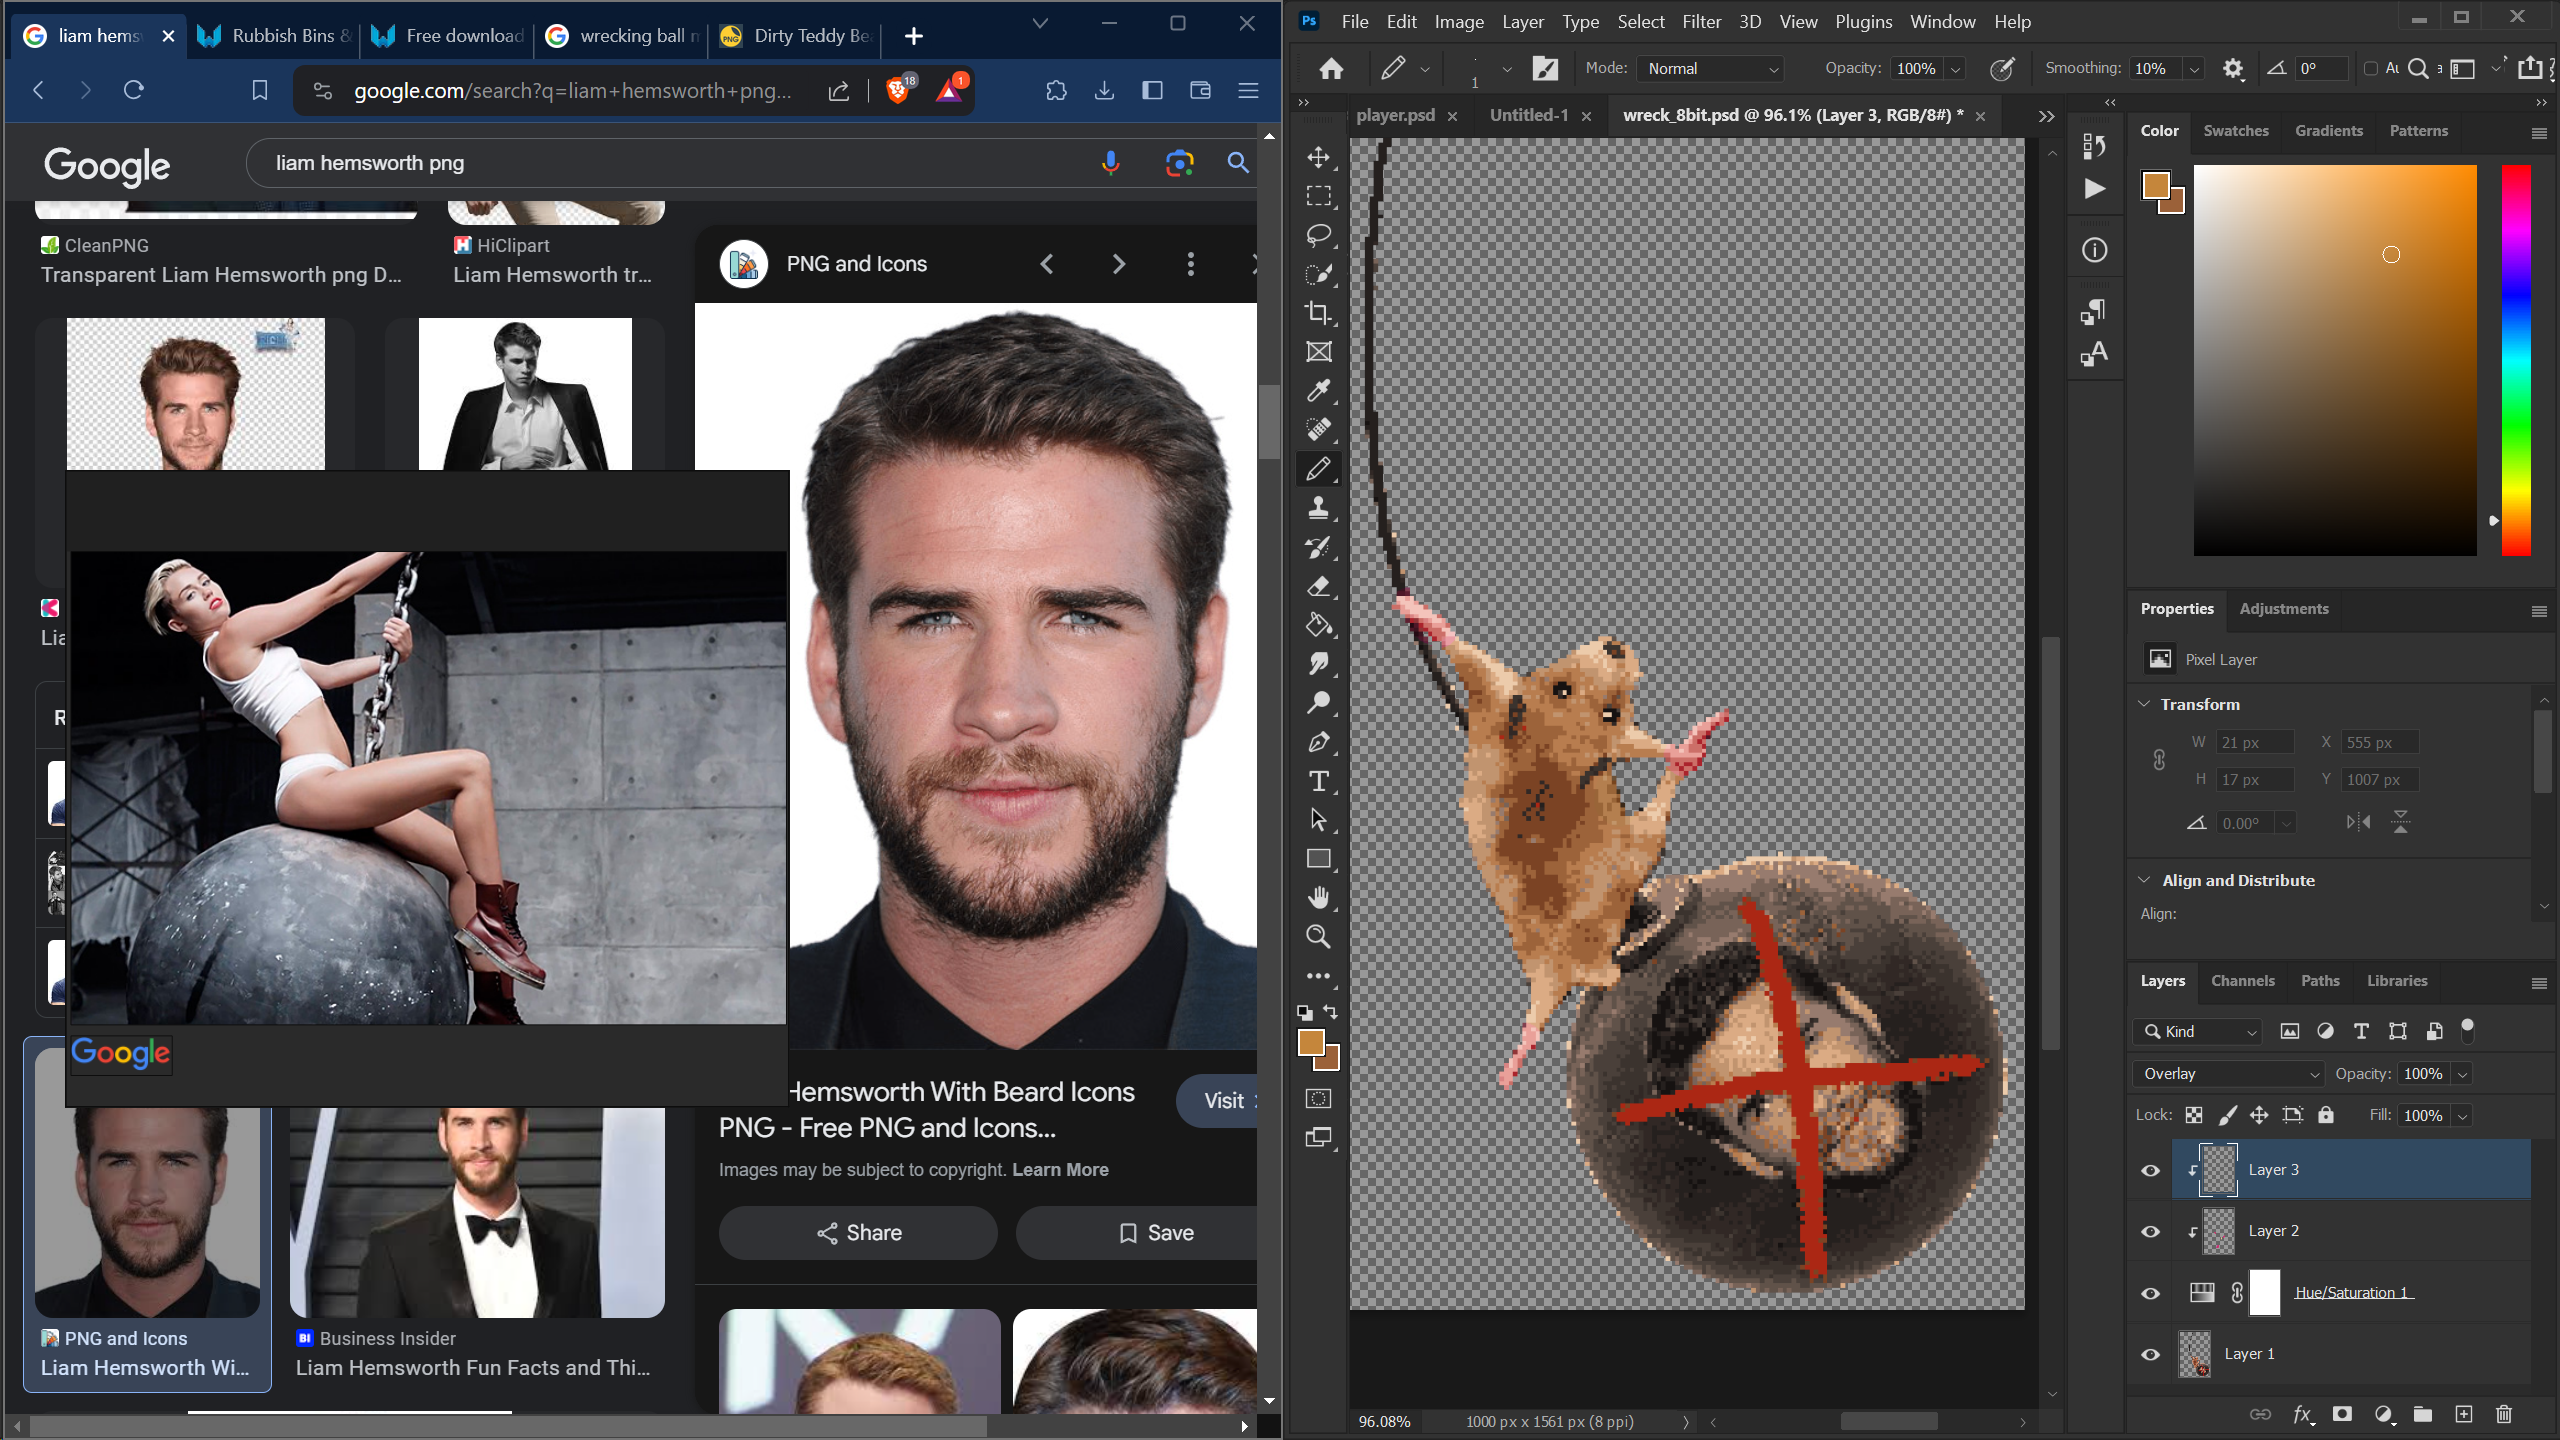 liam hems
Rubbish Bins &
Free download
wrecking ball m
Dirty Teddy Be
google.com/search?q=liam+hemsworth+png...
18
1
Google
liam hemsworth png
CleanPNG
Transparent Liam Hemsworth png D...
HiClipart
Liam Hemsworth tr...
PNG and Icons
Lia
R
Google
Hemsworth With Beard Icons
PNG - Free PNG and Icons...
Visit
Images may be subject to copyright. Learn More
Share
Save
PNG and Icons
Liam Hemsworth Wi...
BI
Business Insider
Liam Hemsworth Fun Facts and Thi...
Ps
File
Edit
Image
Layer
Type
Select
Filter
3D
View
Plugins
Window
Help
1
Mode:
Normal
Opacity:
100%
Smoothing:
10%
0°
player.psd
Untitled-1
wreck_8bit.psd @ 96.1% (Layer 3, RGB/8#) *
96.08%
1000 px x 1561 px (8 ppi)
Color
Swatches
Gradients
Patterns
Properties
Adjustments
Pixel Layer
Transform
W
21 px
X
555 px
H
17 px
Y
1007 px
0.00°
Align and Distribute
Align:
Layers
Channels
Paths
Libraries
Kind
Overlay
Opacity:
100%
Lock:
Fill:
100%
Layer 3
Layer 2
Hue/Saturation 1
Layer 1
fx